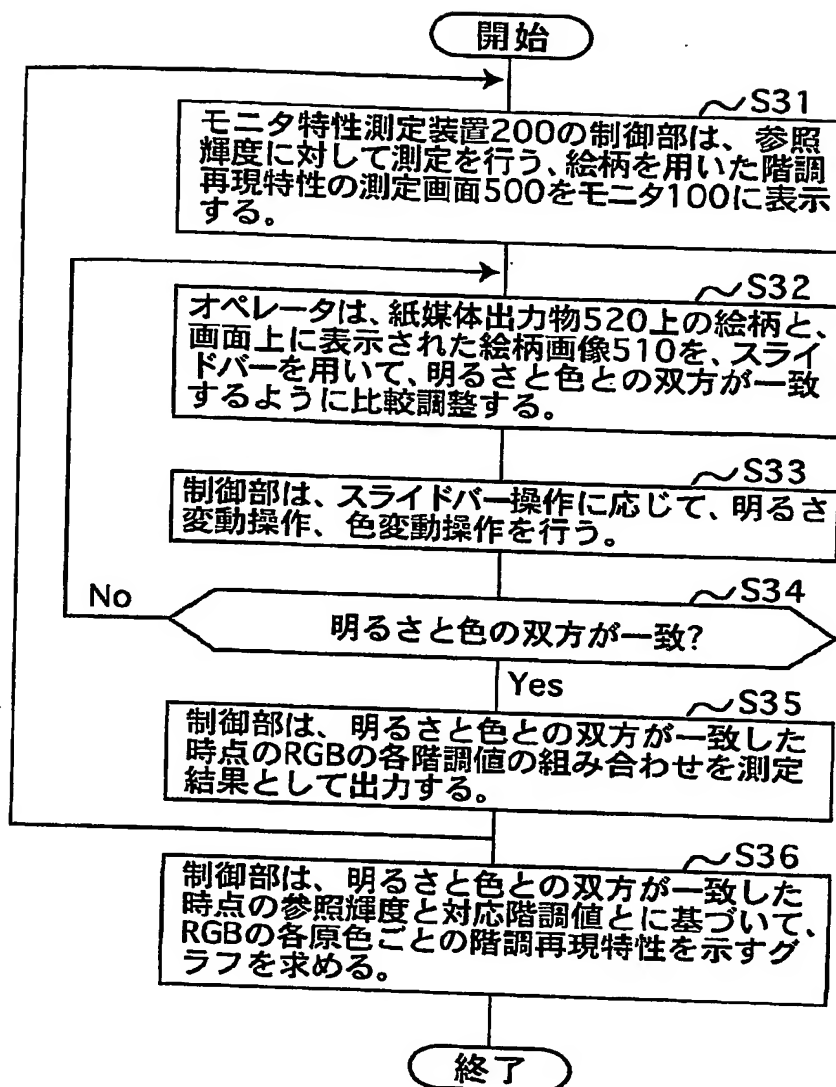 開始
S31
モニタ特性測定装置200の制御部は、参照
輝度に対して測定を行う、絵柄を用いた階調
再現特性の測定画面500をモニタ100に表示
する。
S32
オペレータは、紙媒体出力物520上の絵柄と、
画面上に表示された絵柄画像510を、スライ
ドバーを用いて、明るさと色との双方が一致
するように比較調整する。
S33
制御部は、スライドバー操作に応じて、明るさ
変動操作、色変動操作を行う。
S34
No
明るさと色の双方が一致?
Yes
S35
制御部は、明るさと色との双方が一致した
時点のRGBの各階調値の組み合わせを測定
結果として出力する。
S36
制御部は、明るさと色との双方が一致した
時点の参照輝度と対応階調値とに基づいて、
RGBの各原色ごとの階調再現特性を示すグ
ラフを求める。
終了